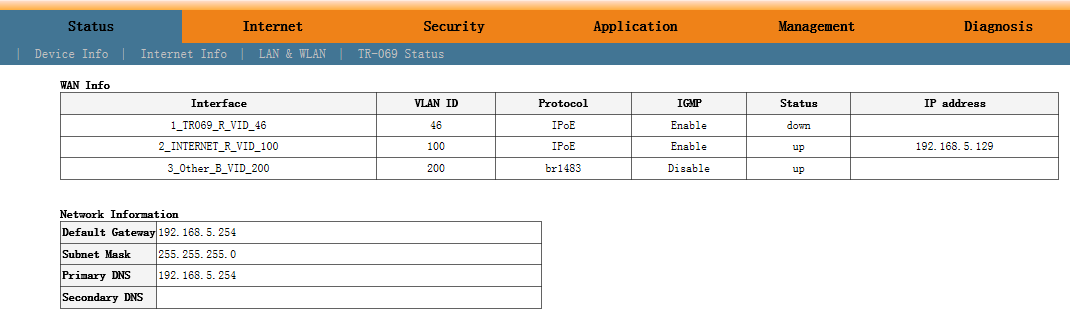 Status Internet Security Application Management Diagnosis
| Device Info | Internet Info | LAN & WLAN | TR-069 Status
WAN Info
Interface VLAN ID Protocol IGMP Status IP address
1_TR069_R_VID_46 46 IPoE Enable down
2_INTERNET_R_VID_100 100 IPoE Enable up 192.168.5.129
3_Other_B_VID_200 200 br1483 Disable up
Network Information
Default Gateway 192.168.5.254
Subnet Mask 255.255.255.0
Primary DNS 192.168.5.254
Secondary DNS